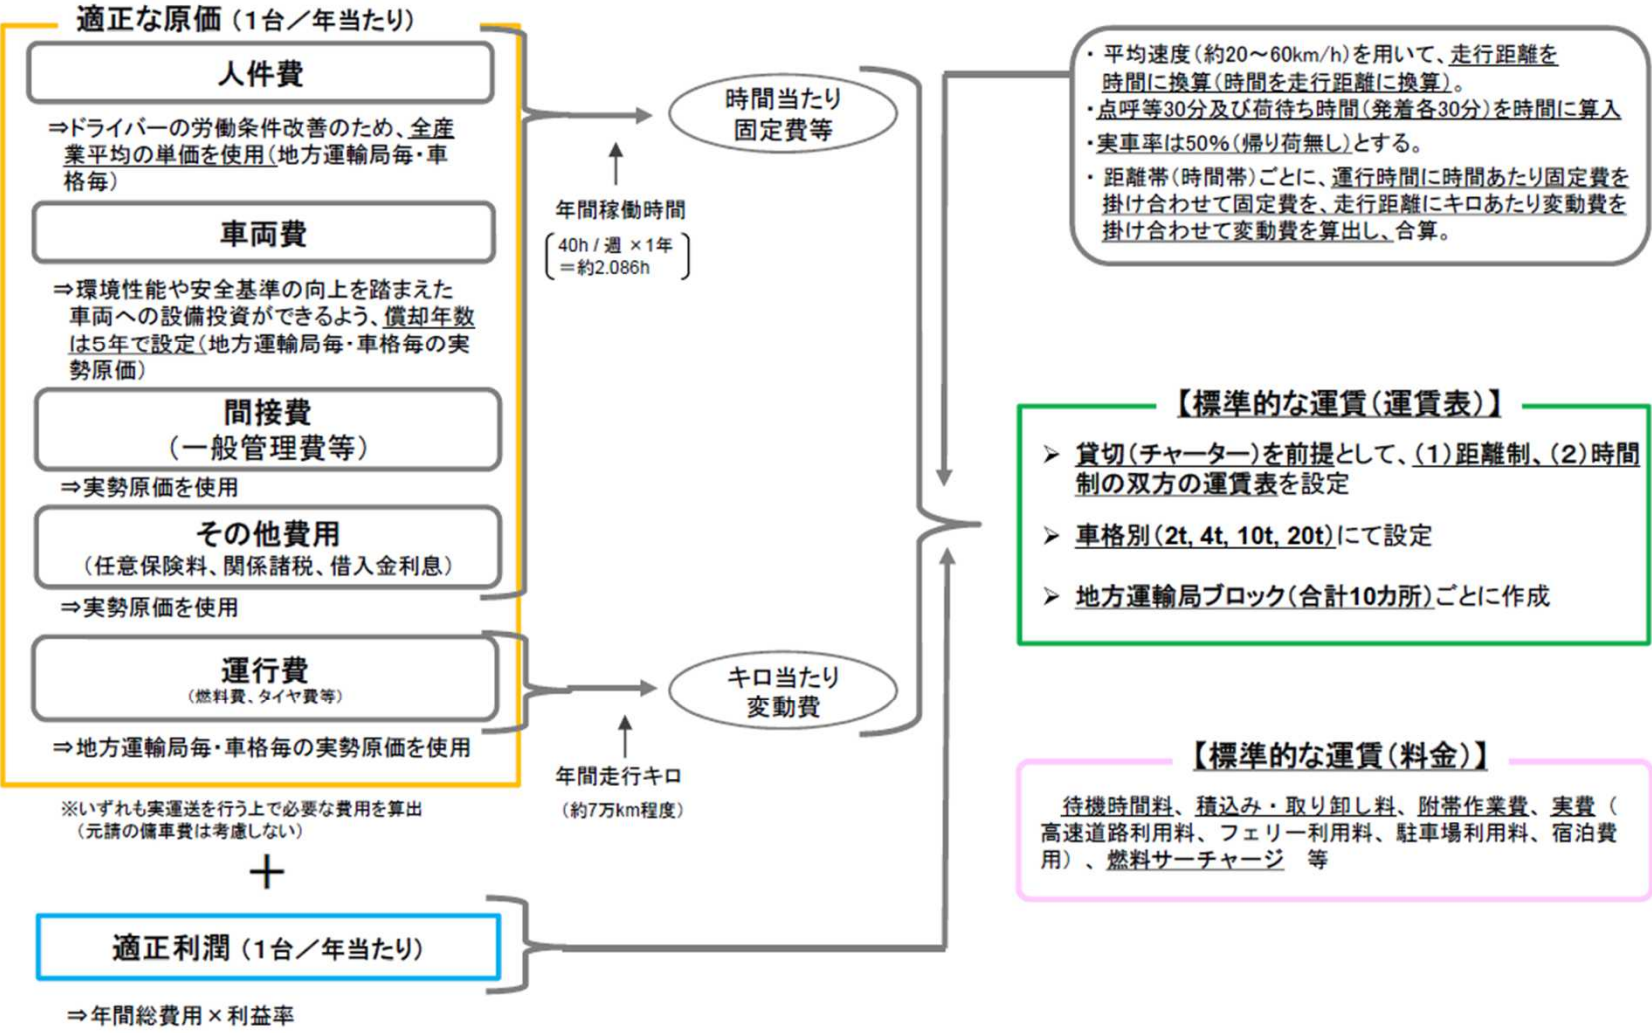 適正な原価（１台／年当たり）
人件費
⇒ドライバーの労働条件改善のため、全産
業平均の単価を使用（地方運輸局毎・車
格毎）
車両費
⇒環境性能や安全基準の向上を踏まえた
車両への設備投資ができるよう、償却年数
は５年で設定（地方運輸局毎・車格毎の実
勢原価）
間接費
（一般管理費等）
⇒実勢原価を使用
その他費用
（任意保険料、関係諸税、借入金利息）
⇒実勢原価を使用
運行費
（燃料費、タイヤ費等）
⇒地方運輸局毎・車格毎の実勢原価を使用
※いずれも実運送を行う上で必要な費用を算出
（元請の傭車費は考慮しない）
＋
適正利潤（１台／年当たり）
⇒年間総費用×利益率
時間当たり
固定費等
年間稼働時間
40h / 週 ×1年
＝約2.086h
キロ当たり
変動費
年間走行キロ
（約7万km程度）
・ 平均速度（約20～60km/h）を用いて、走行距離を
時間に換算（時間を走行距離に換算）。
・点呼等30分及び荷待ち時間（発着各30分）を時間に算入
・実車率は50%（帰り荷無し）とする。
・ 距離帯（時間帯）ごとに、運行時間に時間あたり固定費を
掛け合わせて固定費を、走行距離にキロあたり変動費を
掛け合わせて変動費を算出し、合算。
【標準的な運賃（運賃表）】
➢ 貸切（チャーター）を前提として、（１）距離制、（２）時間
制の双方の運賃表を設定
➢ 車格別（2t, 4t, 10t, 20t）にて設定
➢ 地方運輸局ブロック（合計10カ所）ごとに作成
【標準的な運賃（料金）】
待機時間料、積込み・取り卸し料、附帯作業費、実費（
高速道路利用料、フェリー利用料、駐車場利用料、宿泊費
用）、燃料サーチャージ　等